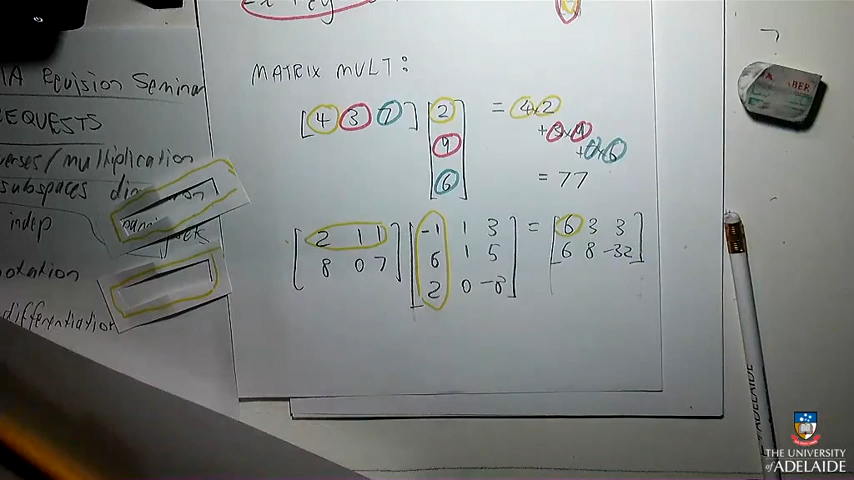 MATRIX MULT:
[4 3 7] [2 9 6] = 4×2
+3×9
+7×6
= 77
[2 1 1 [-1 1 3 = [6 3 3
8 0 7] 6 1 5 6 8 -32]
2 0 -8]
Revision Seminar
REQUESTS
verses/multiplication
subspaces
indep
notation
differentiation
THE UNIVERSITY
of ADELAIDE
ADELAIDE